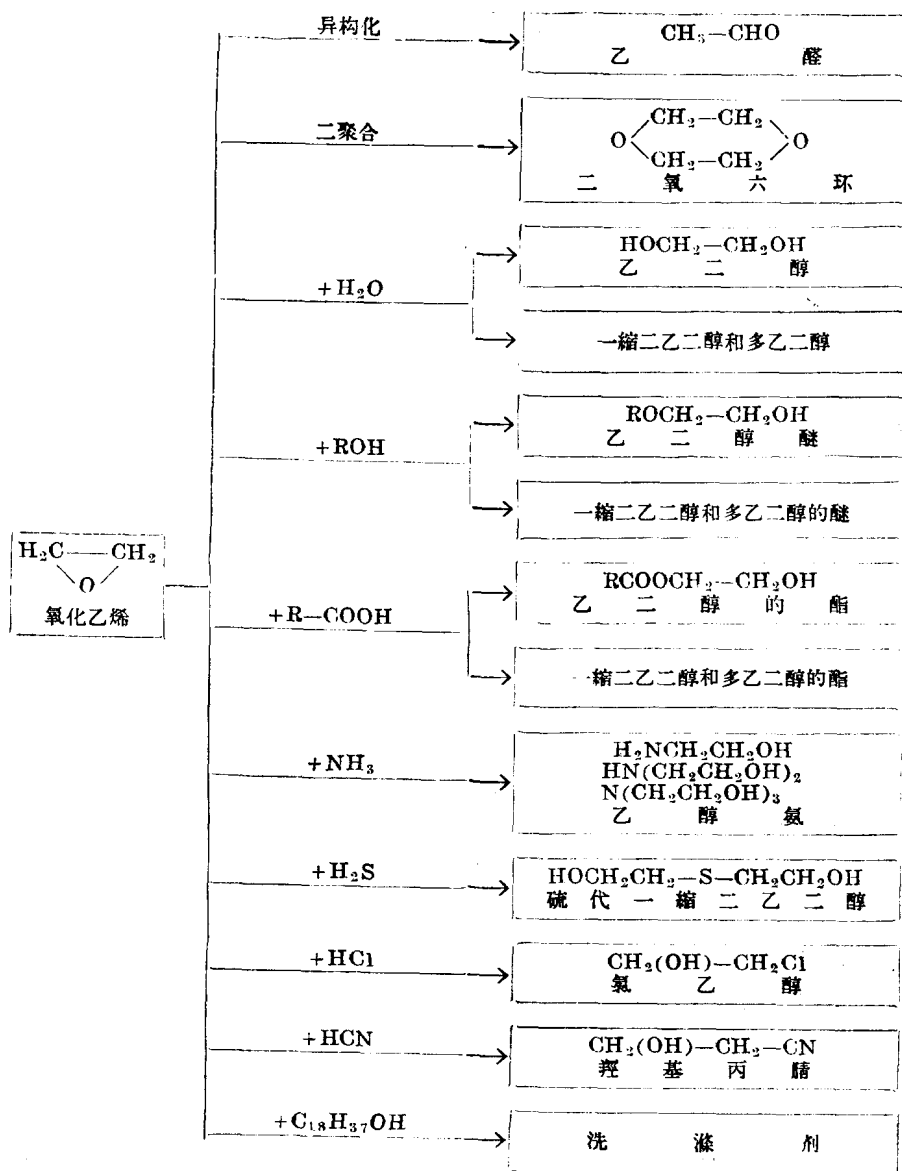 异构化
CH₃—CHO
乙 醛
二聚合
CH₂—CH₂
O O
CH₂—CH₂
二 氧 六 环
+H₂O
HOCH₂—CH₂OH
乙 二 醇
一缩二乙二醇和多乙二醇
+ROH
ROCH₂—CH₂OH
乙 二 醇 醚
一缩二乙二醇和多乙二醇的醚
H₂C——CH₂
O
氧化乙烯
+R—COOH
RCOOCH₂—CH₂OH
乙 二 醇 的 酯
一缩二乙二醇和多乙二醇的酯
+NH₃
H₂NCH₂CH₂OH
HN(CH₂CH₂OH)₂
N(CH₂CH₂OH)₃
乙 醇 氨
+H₂S
HOCH₂CH₂—S—CH₂CH₂OH
硫 代 一 缩 二 乙 二 醇
+HCl
CH₂(OH)—CH₂Cl
氯 乙 醇
+HCN
CH₂(OH)—CH₂—CN
羟 基 丙 腈
+C₁₈H₃₇OH
洗 涤 剂